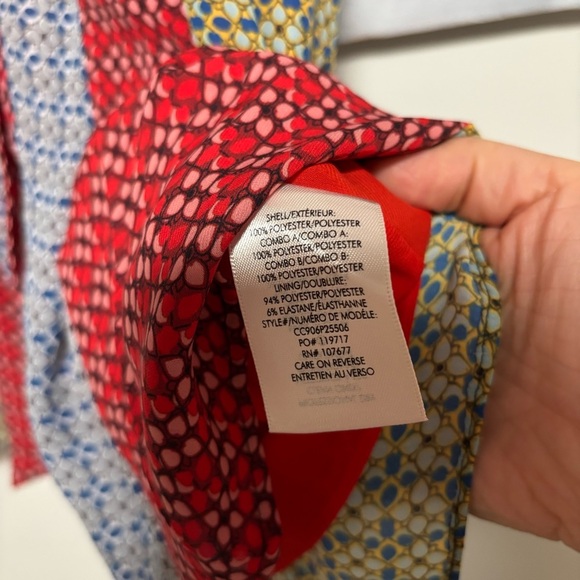 SHELL/EXTÉRIEUR:
100% POLYESTER/POLYESTER
COMBO A/COMBO A:
100% POLYESTER/POLYESTER
COMBO B/COMBO B:
100% POLYESTER/POLYESTER
LINING/DOUBLURE:
94% POLYESTER/POLYESTER
6% ELASTANE/ÉLASTHANNE
STYLE#/NUMÉRO DE MODÈLE:
CC906P25506
PO# 119717
RN# 107677
CARE ON REVERSE
ENTRETIEN AU VERSO